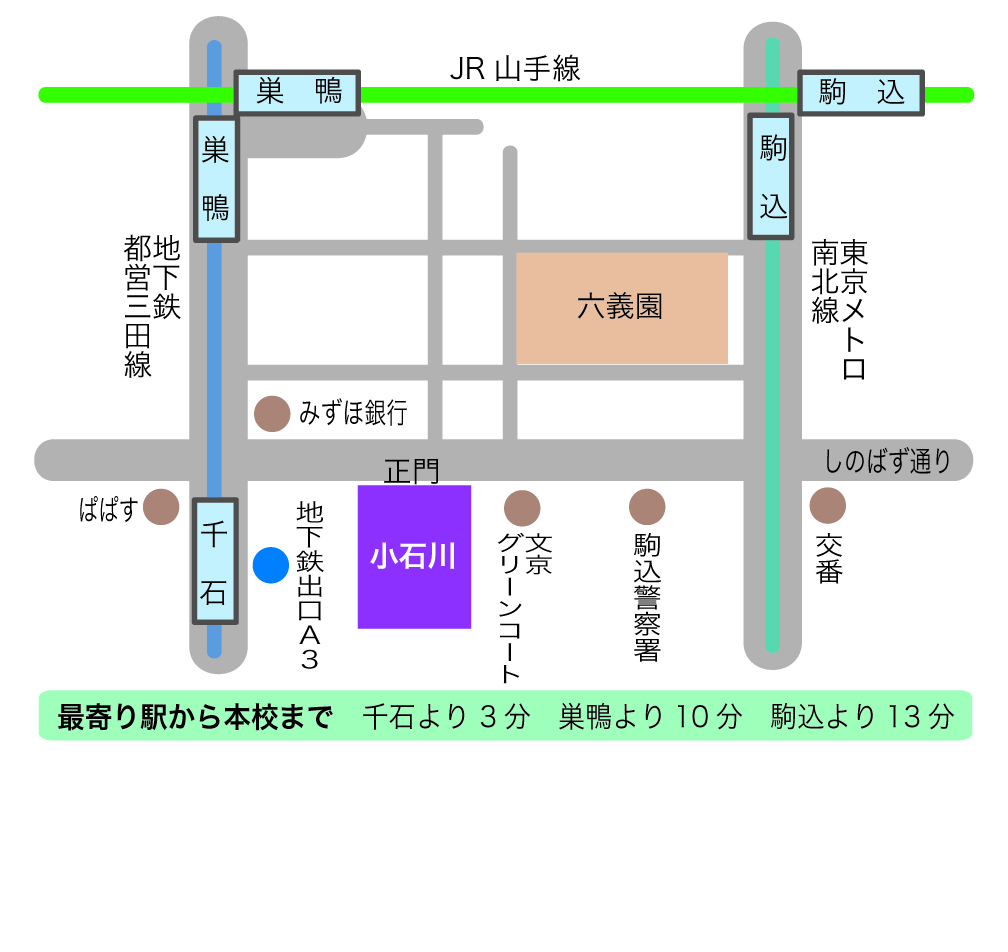 JR 山手線
巣 鴨
駒 込
巣 鴨
駒 込
地下鉄
都営三田線
東京メトロ
南北線
六義園
みずほ銀行
しのばず通り
正門
ぱぱす
千 石
地下鉄出口A3
小石川
文京
グリーンコート
駒込警察署
交番
最寄り駅から本校まで 千石より 3 分 巣鴨より 10 分 駒込より 13 分